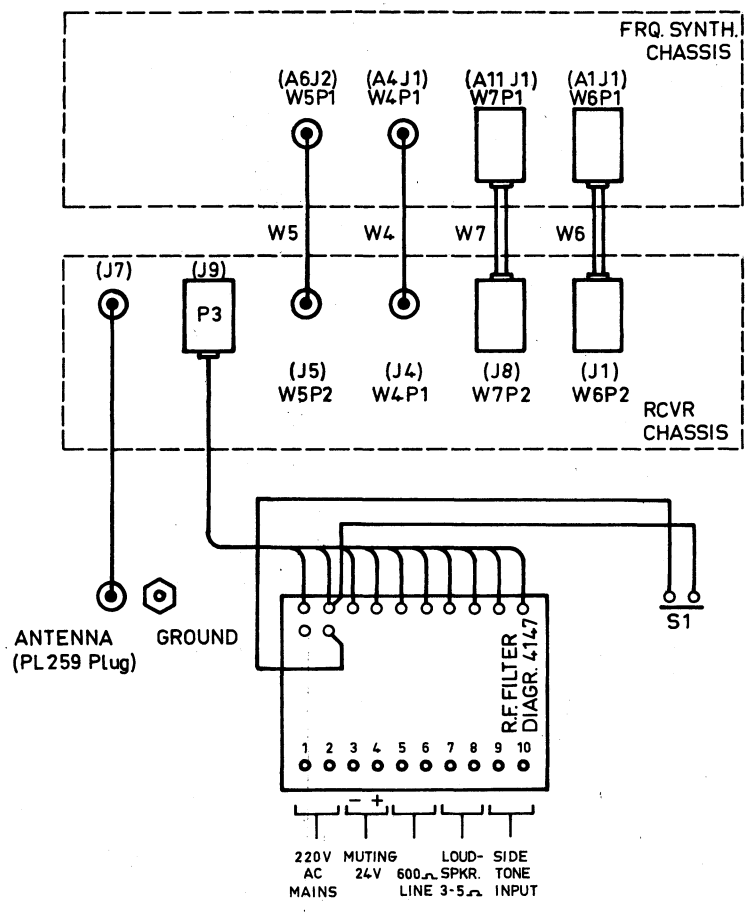 FRQ. SYNTH.
CHASSIS
(A6J2)
W5P1
(A4J1)
W4P1
(A11 J1)
W7P1
(A1J1)
W6P1
W5
W4
W7
W6
(J7)
(J9)
P3
(J5)
W5P2
(J4)
W4P1
(J8)
W7P2
(J1)
W6P2
RCVR
CHASSIS
ANTENNA
(PL259 Plug)
GROUND
S1
R.F. FILTER
DIAGR. 4147
1 2 3 4 5 6 7 8 9 10
− +
220V
AC
MAINS
MUTING
24V
600Ω
LINE
LOUD-
SPKR.
3-5Ω
SIDE
TONE
INPUT